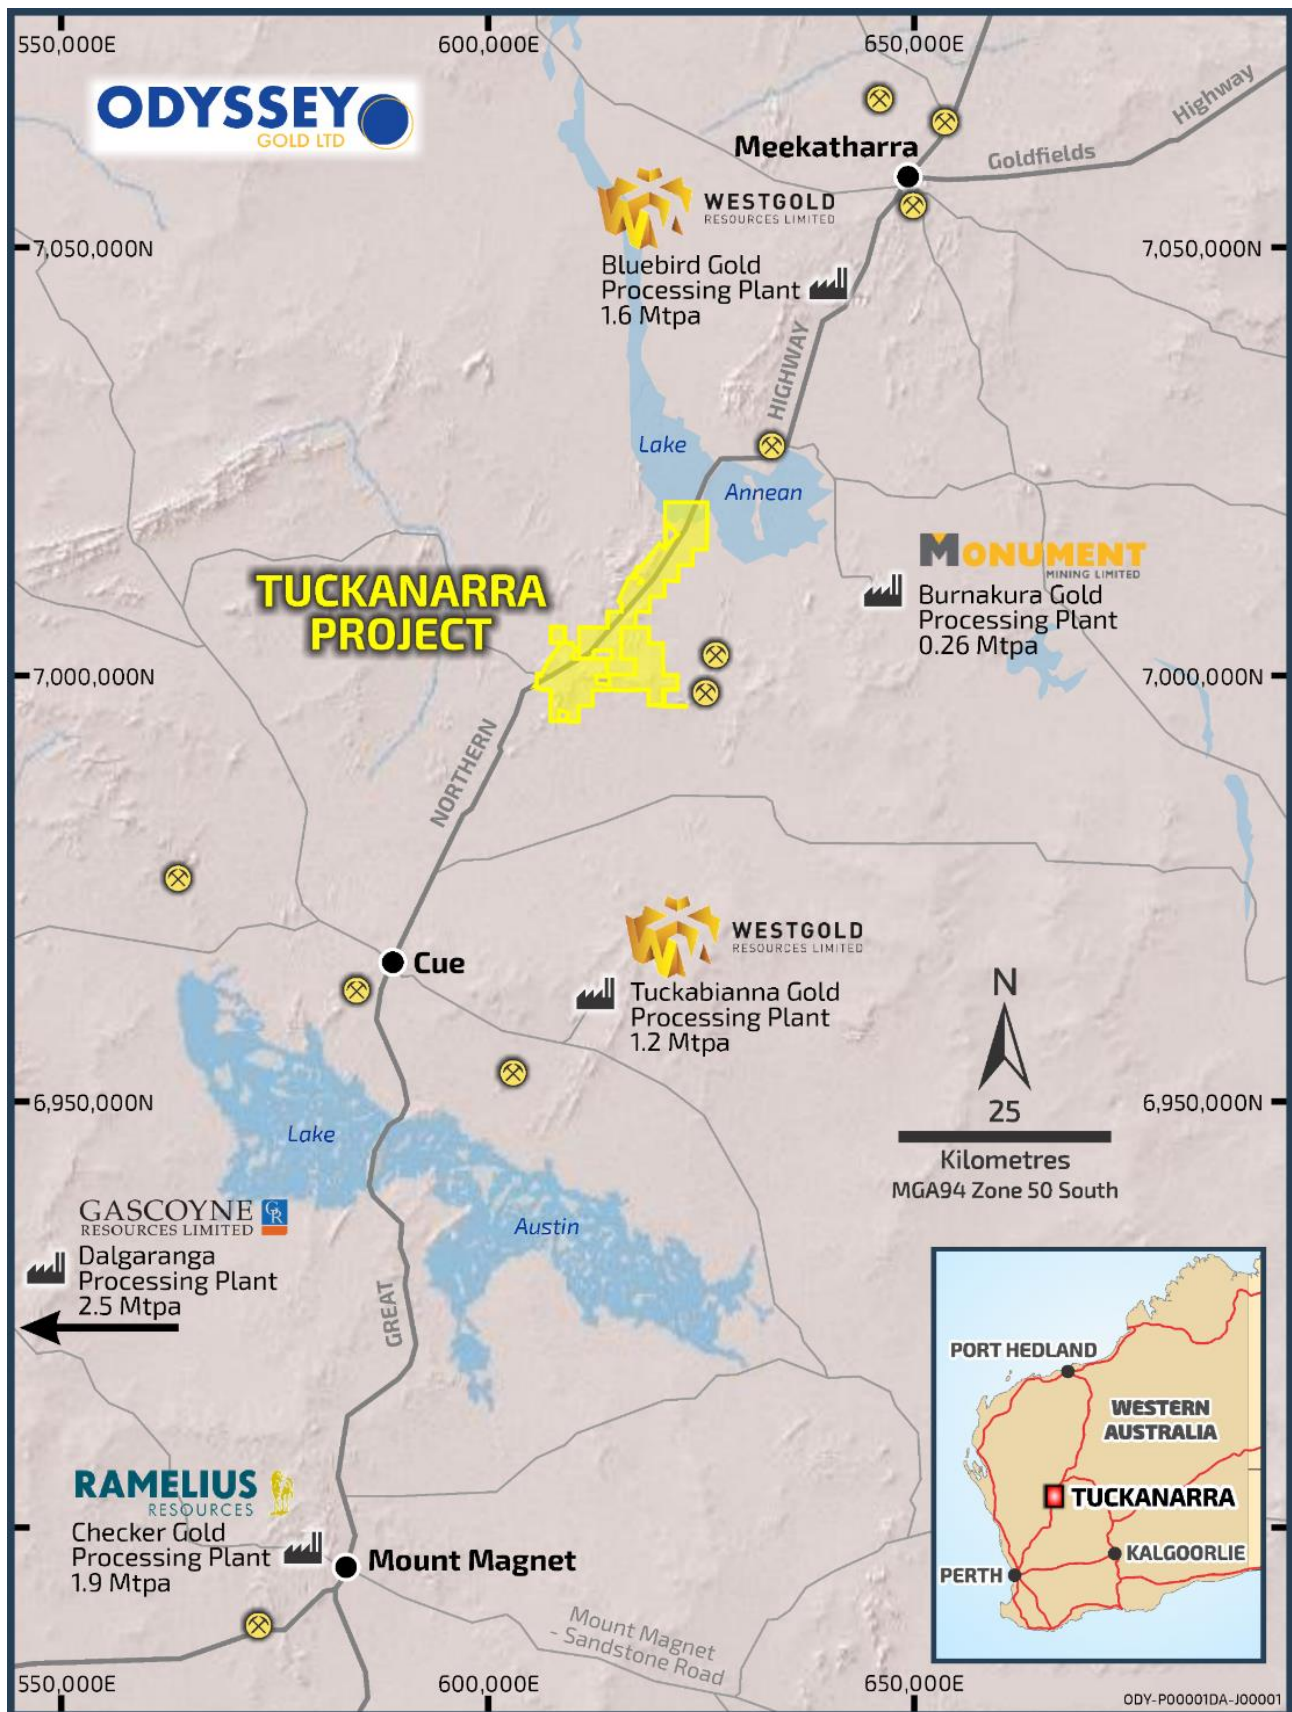 550,000E
600,000E
650,000E
ODYSSEY
GOLD LTD
Highway
Goldfields
Meekatharra
WESTGOLD
RESOURCES LIMITED
7,050,000N
7,050,000N
Bluebird Gold
Processing Plant
1.6 Mtpa
HIGHWAY
Lake
Annean
MONUMENT
MINING LIMITED
Burnakura Gold
Processing Plant
0.26 Mtpa
TUCKANARRA
PROJECT
7,000,000N
7,000,000N
NORTHERN
WESTGOLD
RESOURCES LIMITED
Cue
Tuckabianna Gold
Processing Plant
1.2 Mtpa
N
25
Kilometres
MGA94 Zone 50 South
6,950,000N
6,950,000N
Lake
Austin
GASCOYNE
RESOURCES LIMITED
GR
Dalgaranga
Processing Plant
2.5 Mtpa
GREAT
PORT HEDLAND
WESTERN
AUSTRALIA
TUCKANARRA
KALGOORLIE
PERTH
RAMELIUS
RESOURCES
Checker Gold
Processing Plant
1.9 Mtpa
Mount Magnet
Mount Magnet
- Sandstone Road
550,000E
600,000E
650,000E
ODY-P00001DA-J00001